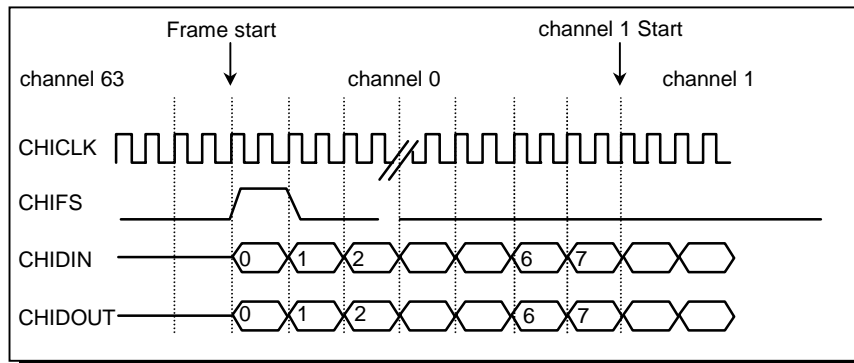 Frame start channel 1 Start
channel 63 channel 0 channel 1
CHICLK
CHIFS
CHIDIN 0 1 2 6 7
CHIDOUT 0 1 2 6 7